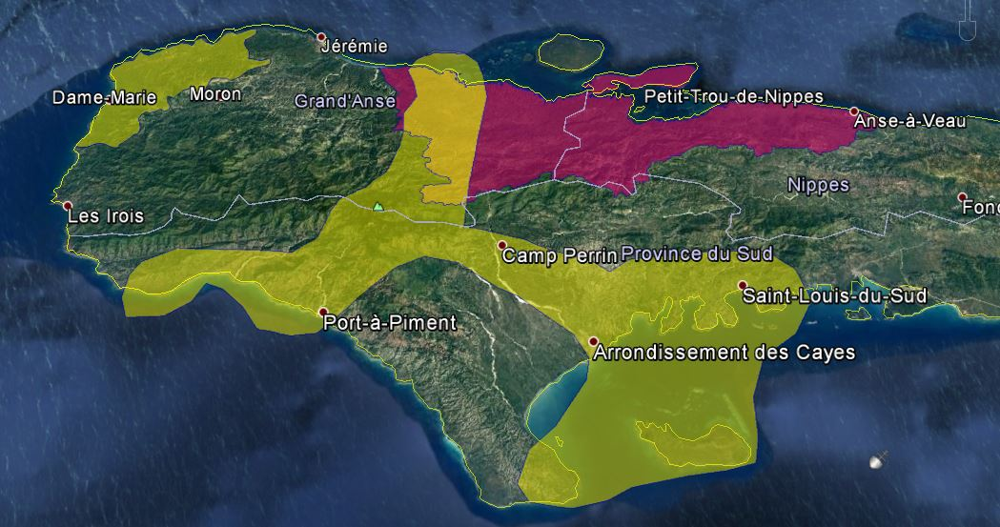 Jérémie
Dame-Marie
Moron
Grand'Anse
Petit-Trou-de-Nippes
Anse-à-Veau
Nippes
Les Irois
Fond
Camp Perrin
Province du Sud
Saint-Louis-du-Sud
Port-à-Piment
Arrondissement des Cayes